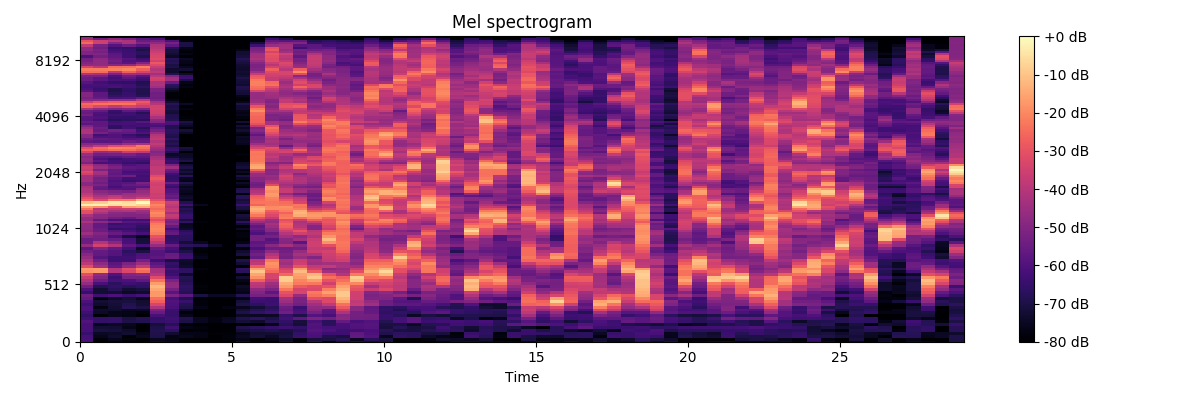 Mel spectrogram
+0 dB
8192
-10 dB
4096
-20 dB
-30 dB
2048
Hz
-40 dB
1024
-50 dB
-60 dB
512
-70 dB
0
-80 dB
0 5 10 15 20 25
Time